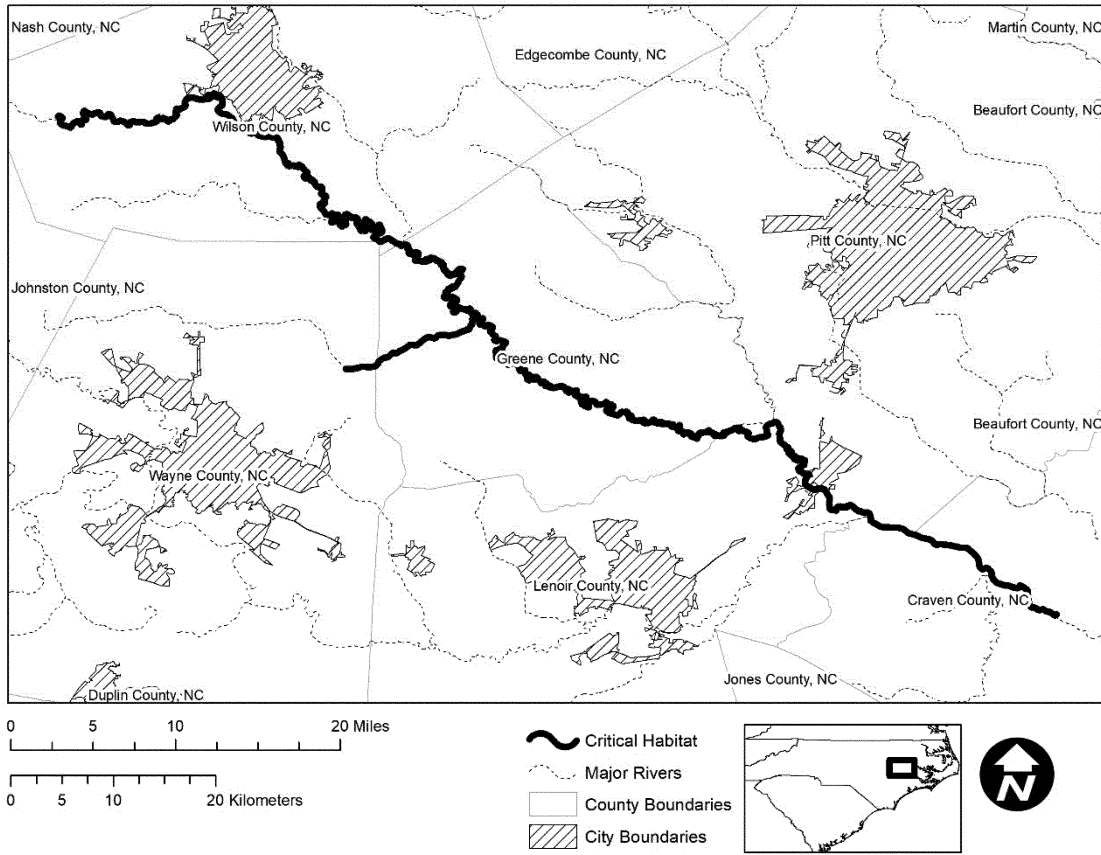 Nash County, NC
Edgecombe County, NC
Martin County, NC
Beaufort County, NC
Wilson County, NC
Pitt County, NC
Johnston County, NC
Greene County, NC
Beaufort County, NC
Wayne County, NC
Lenoir County, NC
Craven County, NC
Jones County, NC
Duplin County, NC
0 5 10 20 Miles
0 5 10 20 Kilometers
Critical Habitat
Major Rivers
County Boundaries
City Boundaries
N